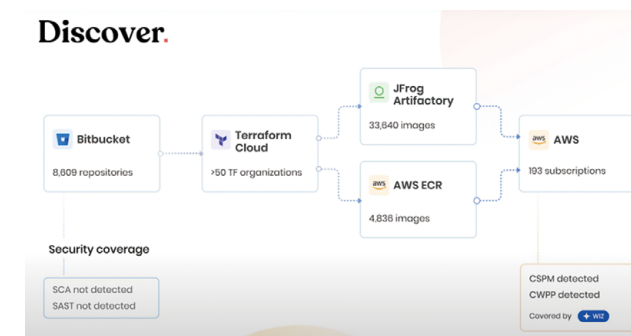 Discover.
Bitbucket
8,609 repositories
Terraform
Cloud
>50 TF organizations
JFrog
Artifactory
33,640 images
aws
AWS ECR
4,836 images
aws
AWS
193 subscriptions
Security coverage
SCA not detected
SAST not detected
CSPM detected
CWPP detected
Covered by WIZ